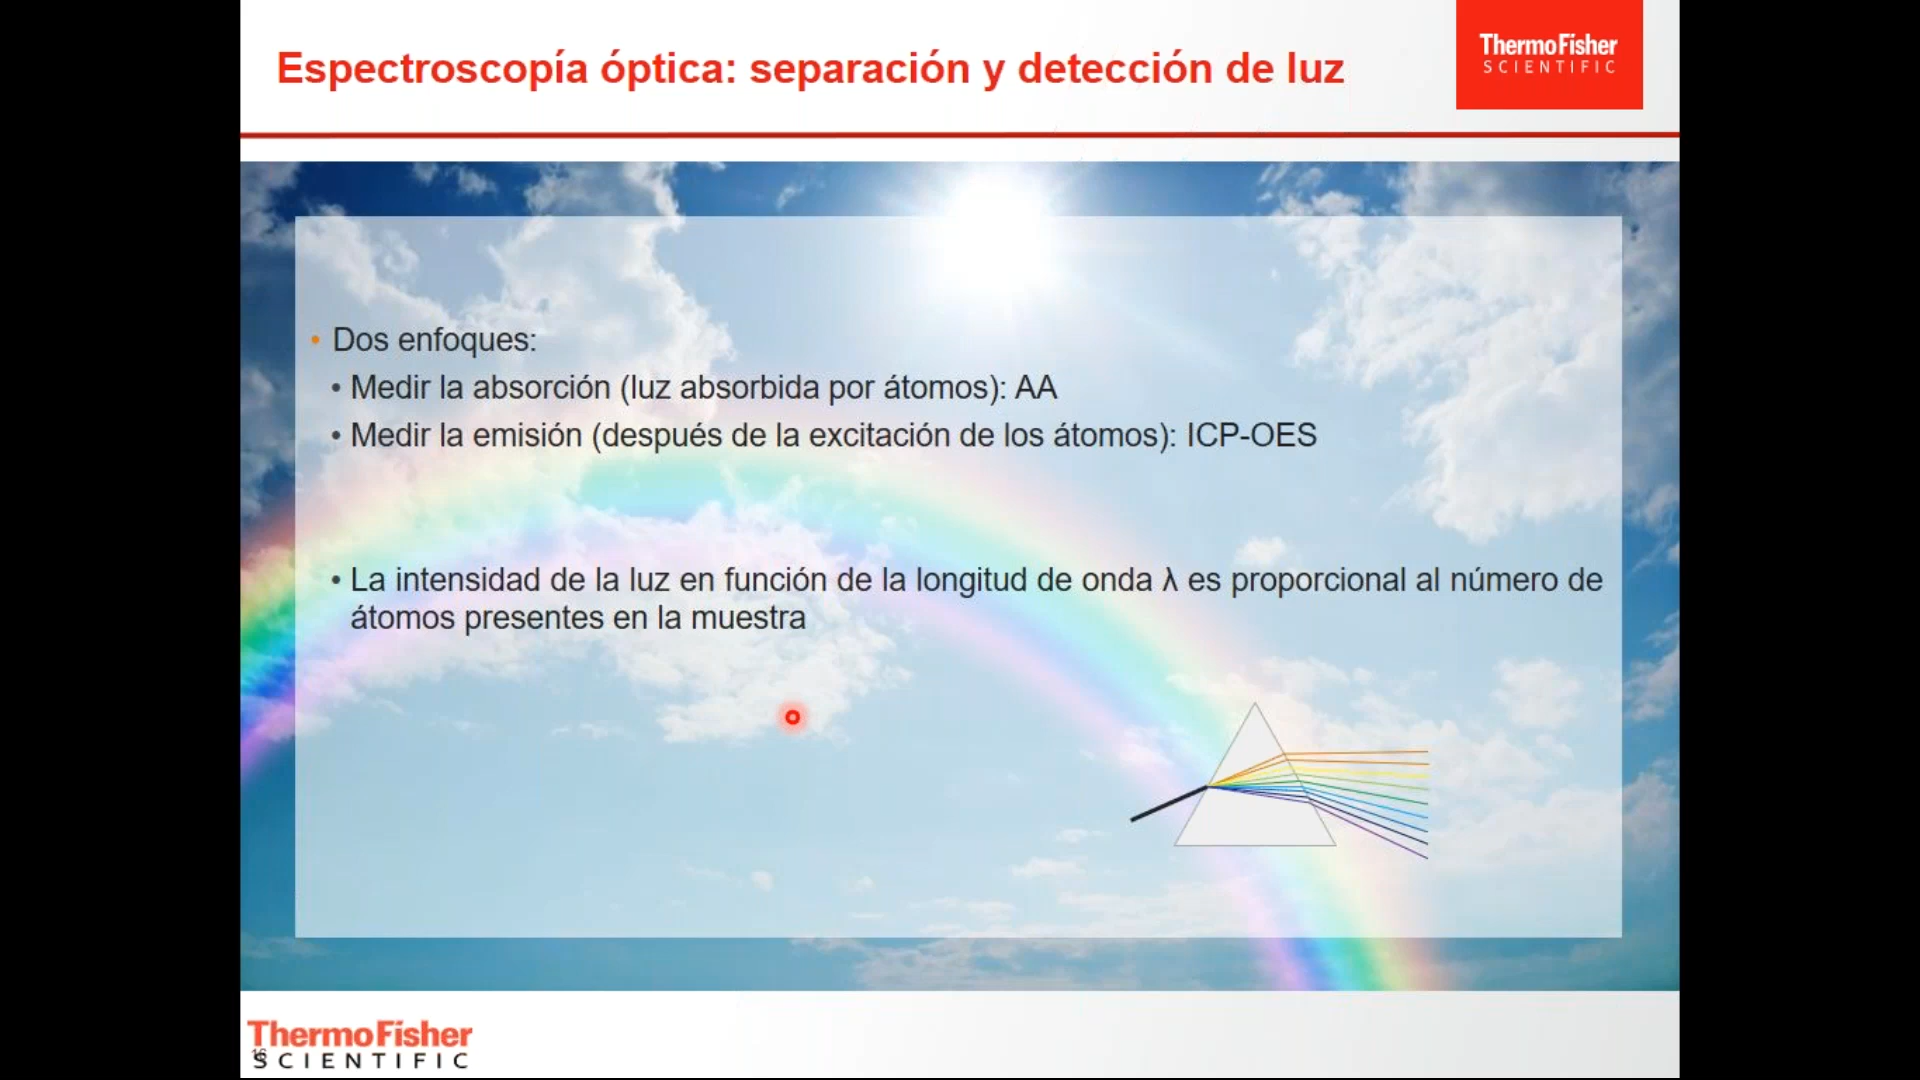 Espectroscopía óptica: separación y detección de luz
ThermoFisher
SCIENTIFIC
• Dos enfoques:
• Medir la absorción (luz absorbida por átomos): AA
• Medir la emisión (después de la excitación de los átomos): ICP-OES
• La intensidad de la luz en función de la longitud de onda λ es proporcional al número de
átomos presentes en la muestra
ThermoFisher
SCIENTIFIC